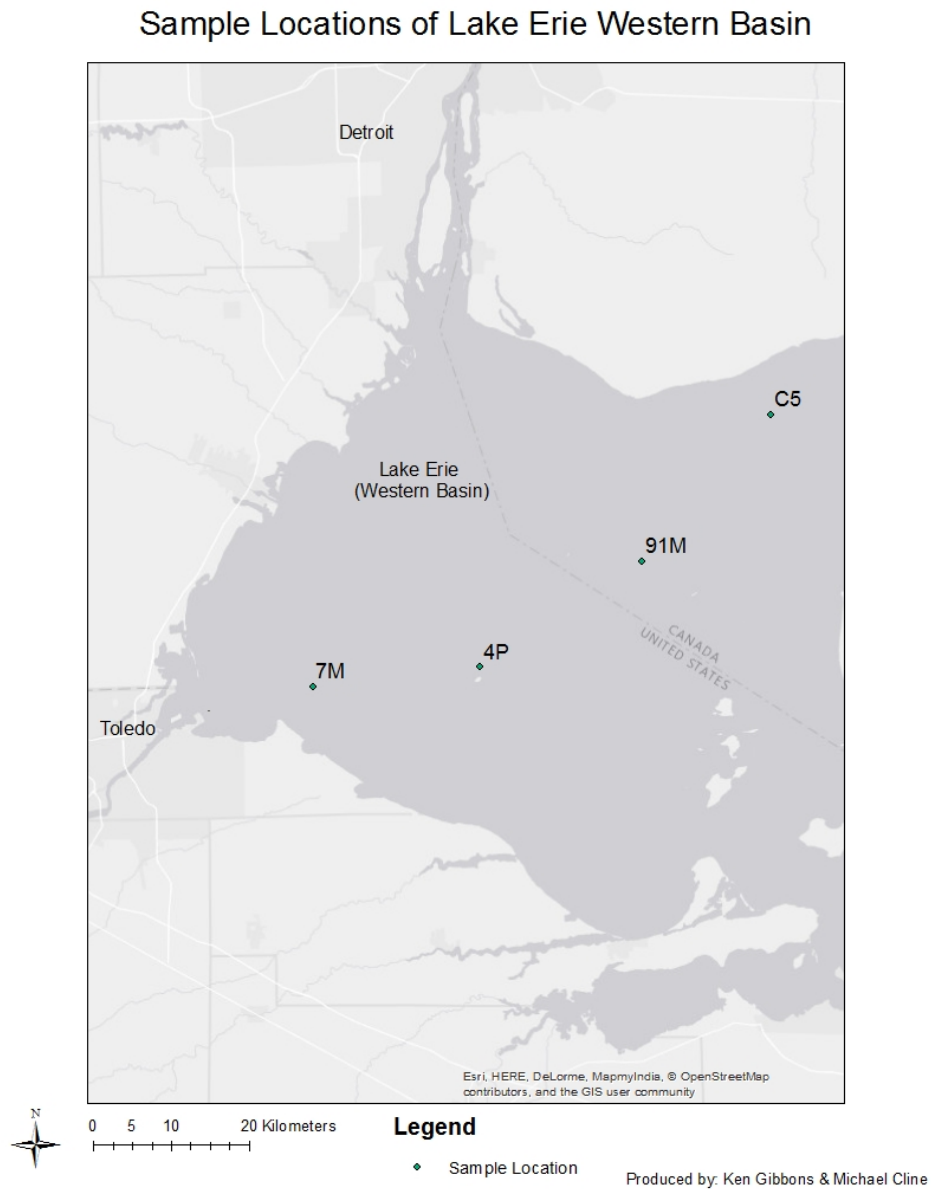 Sample Locations of Lake Erie Western Basin
Detroit
C5
Lake Erie
(Western Basin)
91M
CANADA
UNITED STATES
4P
7M
Toledo
Esri, HERE, DeLorme, MapmyIndia, © OpenStreetMap
contributors, and the GIS user community
N
0 5 10 20 Kilometers
Legend
Sample Location
Produced by: Ken Gibbons & Michael Cline